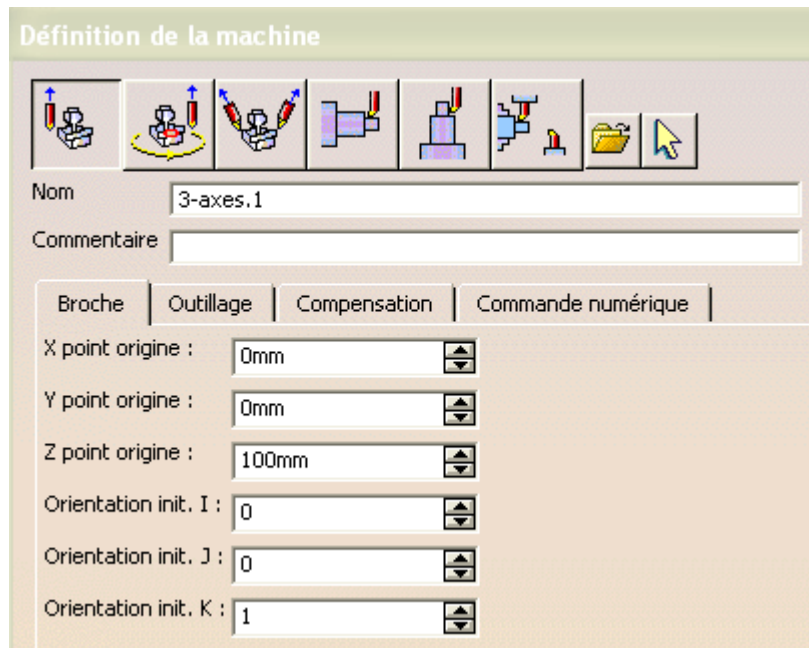 Définition de la machine
Nom 3-axes.1
Commentaire
Broche Outillage Compensation Commande numérique
X point origine : 0mm
Y point origine : 0mm
Z point origine : 100mm
Orientation init. I : 0
Orientation init. J : 0
Orientation init. K : 1